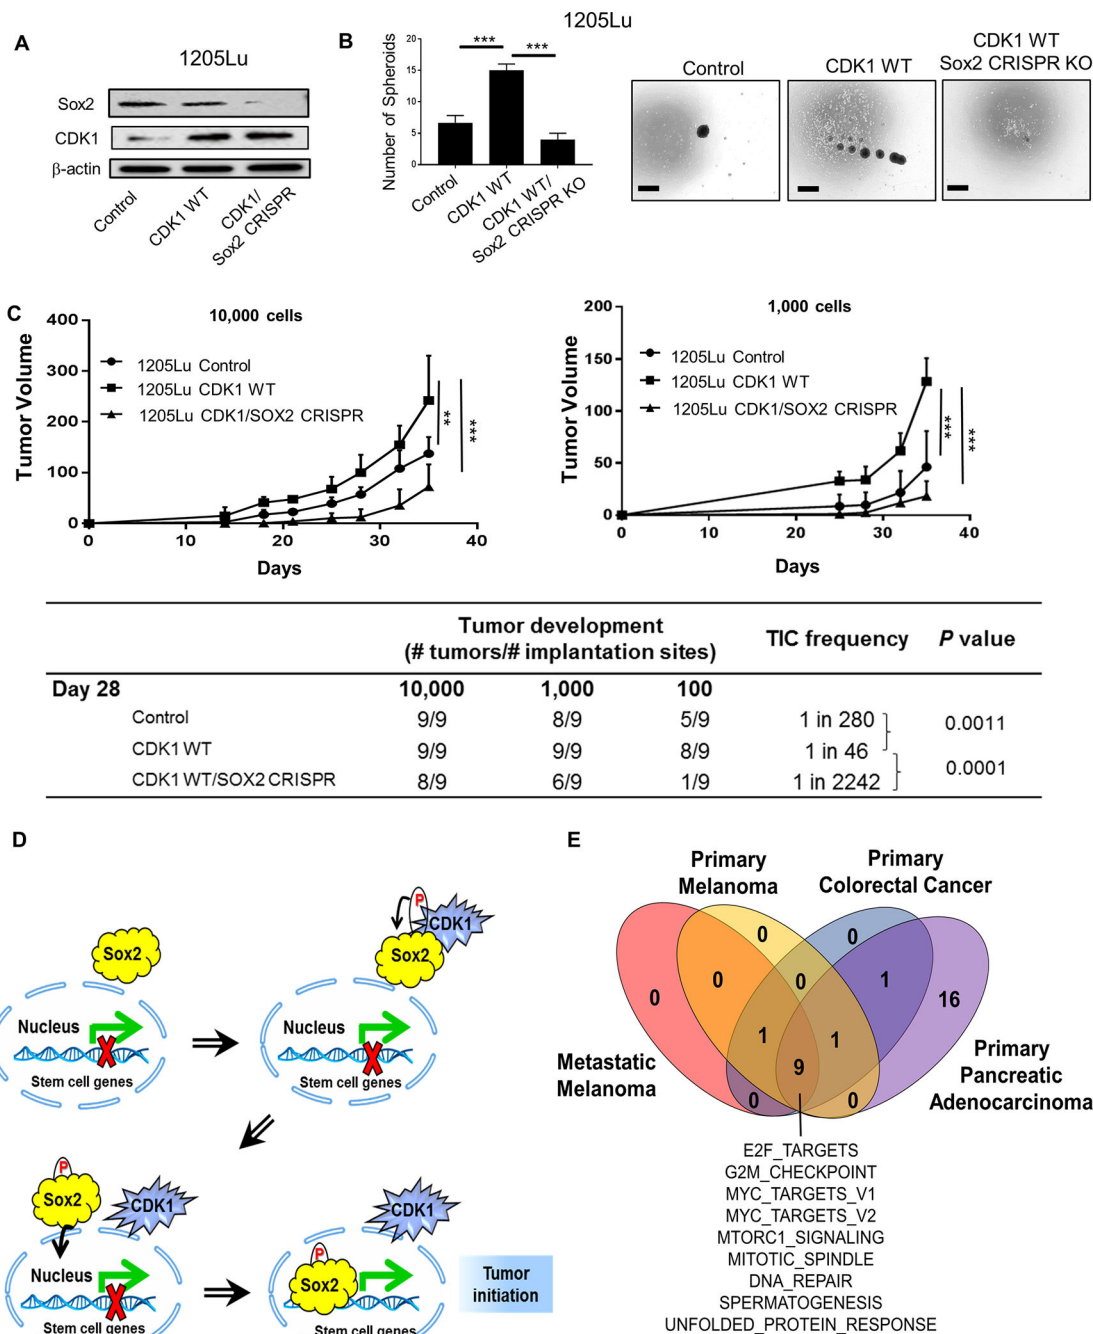 A
1205Lu
Sox2
CDK1
β-actin
Control
CDK1 WT
CDK1/
Sox2 CRISPR
B
1205Lu
Number of Spheroids
20
15
10
5
0
***
***
Control
CDK1 WT
CDK1 WT/
Sox2 CRISPR KO
Control
CDK1 WT
CDK1 WT
Sox2 CRISPR KO
C
10,000 cells
Tumor Volume
400
300
200
100
0
0 10 20 30 40
Days
1205Lu Control
1205Lu CDK1 WT
1205Lu CDK1/SOX2 CRISPR
**
***
1,000 cells
Tumor Volume
200
150
100
50
0
0 10 20 30 40
Days
1205Lu Control
1205Lu CDK1 WT
1205Lu CDK1/SOX2 CRISPR
***
***
Tumor development
(# tumors/# implantation sites) TIC frequency P value
Day 28 10,000 1,000 100
Control 9/9 8/9 5/9 1 in 280 0.0011
CDK1 WT 9/9 9/9 8/9 1 in 46
CDK1 WT/SOX2 CRISPR 8/9 6/9 1/9 1 in 2242 0.0001
D
Sox2
Nucleus
X
Stem cell genes
P
CDK1
Sox2
Nucleus
X
Stem cell genes
P
Sox2
CDK1
Nucleus
X
Stem cell genes
CDK1
P
Sox2
Stem cell genes
Tumor
initiation
E
Primary
Melanoma
Primary
Colorectal Cancer
Metastatic
Melanoma
Primary
Pancreatic
Adenocarcinoma
0 0
0 0 0 1 16
1 1
9
0 0
E2F_TARGETS
G2M_CHECKPOINT
MYC_TARGETS_V1
MYC_TARGETS_V2
MTORC1_SIGNALING
MITOTIC_SPINDLE
DNA_REPAIR
SPERMATOGENESIS
UNFOLDED_PROTEIN_RESPONSE